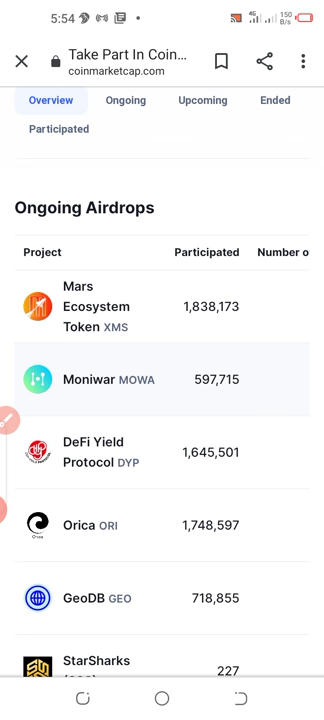 5:54
4G
150
B/s
Take Part In Coin...
coinmarketcap.com
Overview
Ongoing
Upcoming
Ended
Participated
Ongoing Airdrops
Project Participated Number o
Mars
Ecosystem
Token XMS
1,838,173
Moniwar MOWA 597,715
DeFi Yield
Protocol DYP
1,645,501
Orica ORI 1,748,597
GeoDB GEO 718,855
StarSharks
227